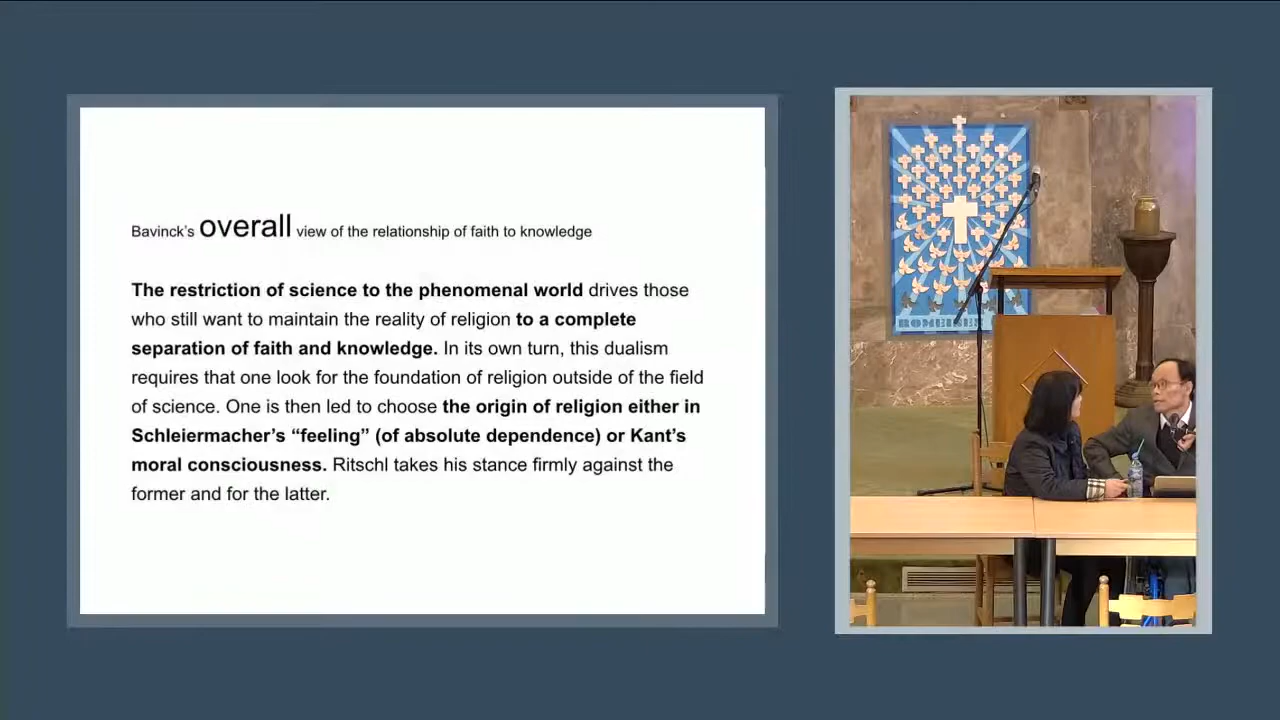 Bavinck’s overall view of the relationship of faith to knowledge
The restriction of science to the phenomenal world drives those
who still want to maintain the reality of religion to a complete
separation of faith and knowledge. In its own turn, this dualism
requires that one look for the foundation of religion outside of the field
of science. One is then led to choose the origin of religion either in
Schleiermacher’s “feeling” (of absolute dependence) or Kant’s
moral consciousness. Ritschl takes his stance firmly against the
former and for the latter.